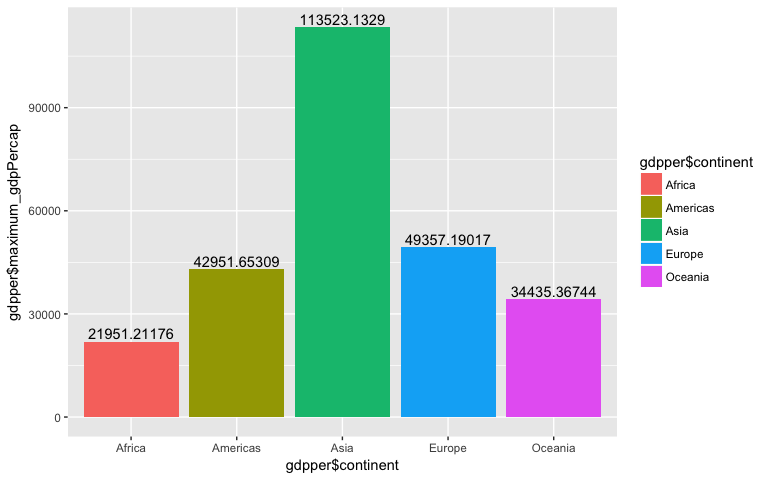 113523.1329
90000
60000
49357.19017
42951.65309
34435.36744
30000
21951.21176
0
gdpper$maximum_gdpPercap
Africa
Americas
Asia
Europe
Oceania
gdpper$continent
gdpper$continent
Africa
Americas
Asia
Europe
Oceania